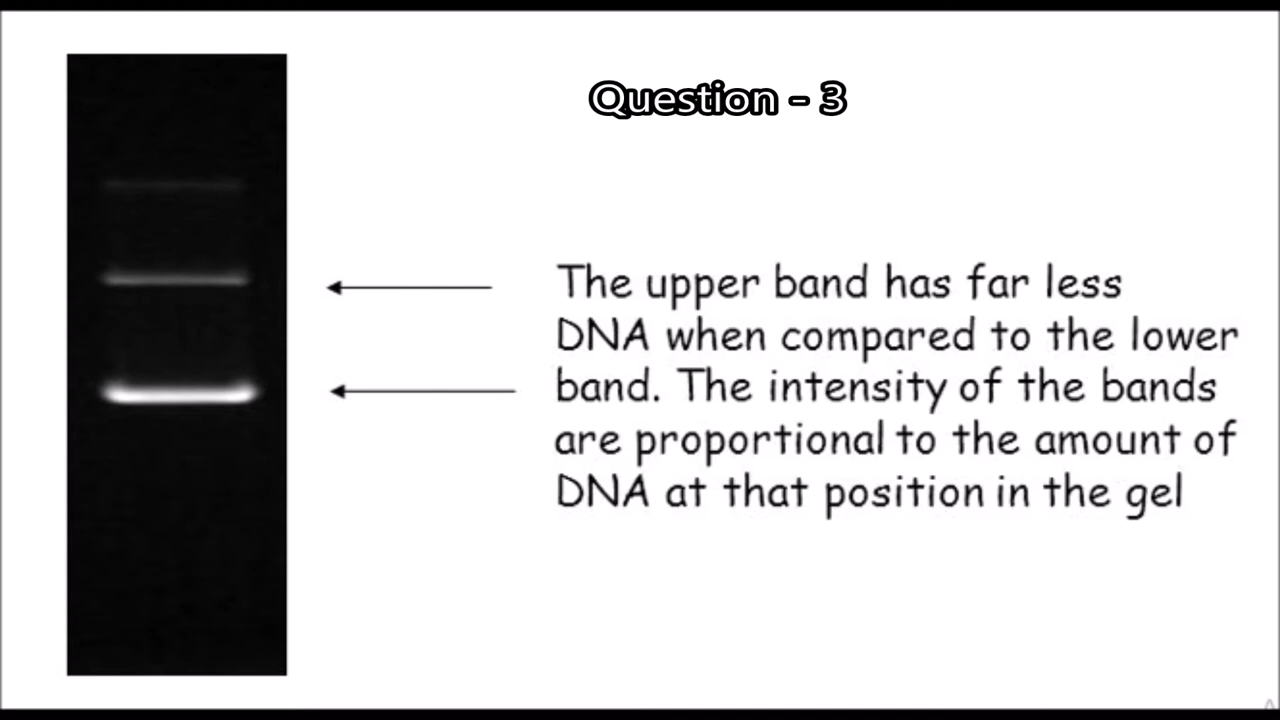 Question - 3
The upper band has far less
DNA when compared to the lower
band. The intensity of the bands
are proportional to the amount of
DNA at that position in the gel